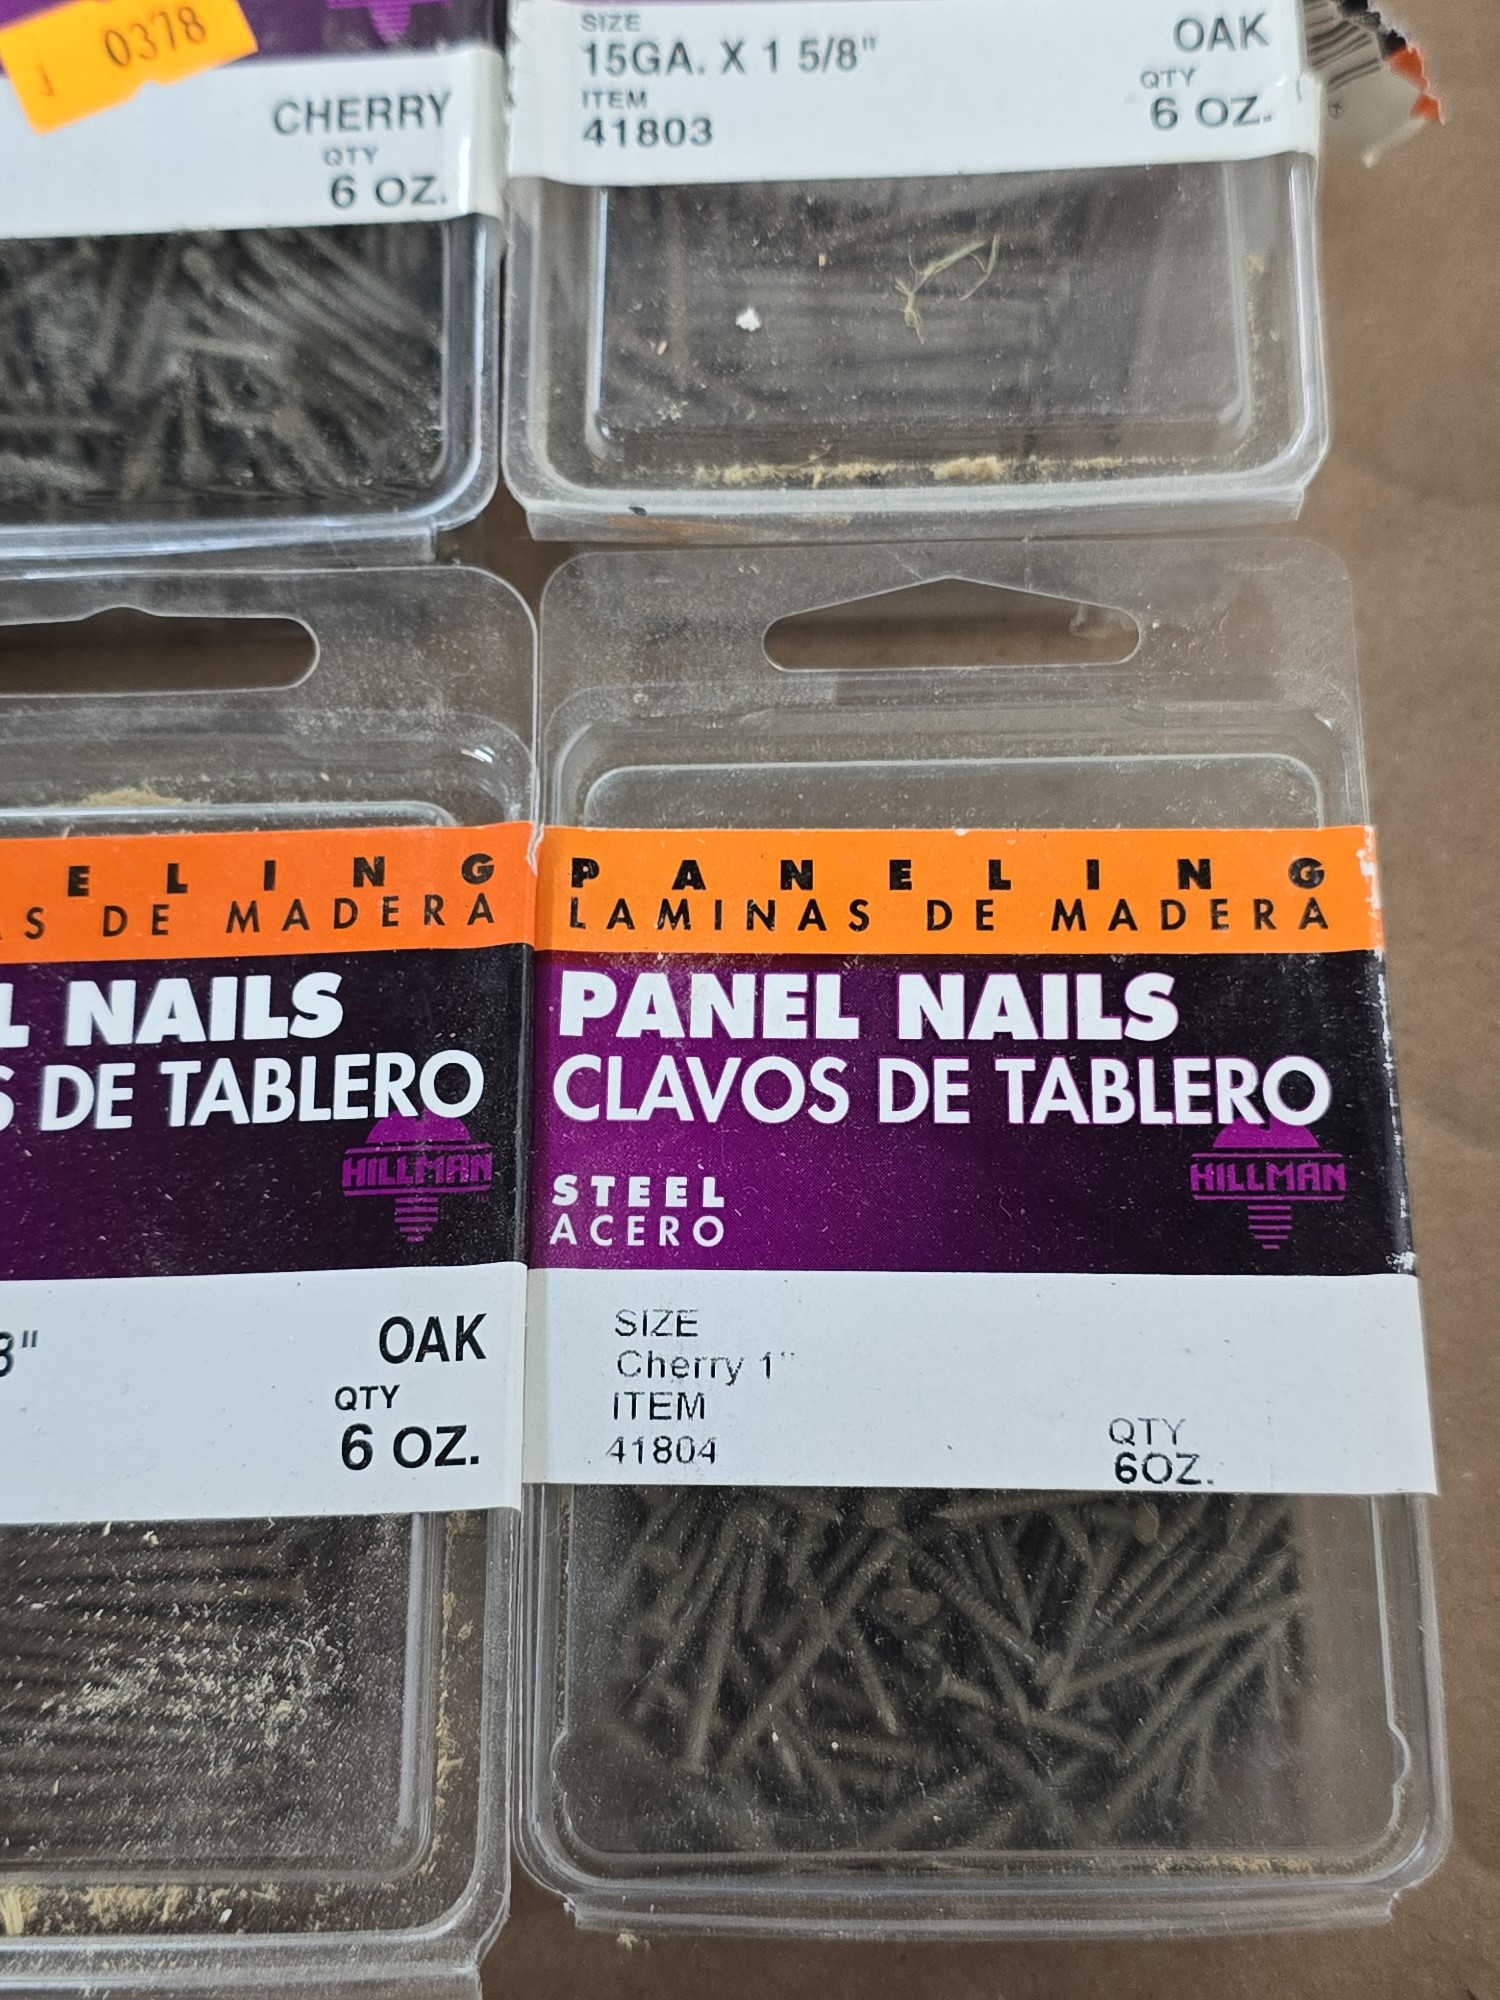 0378
CHERRY
QTY
6 OZ.
SIZE
15GA. X 1 5/8"
ITEM
41803
OAK
QTY
6 OZ.
ELING
S DE MADERA
L NAILS
S DE TABLERO
HILLMAN
8"
OAK
QTY
6 OZ.
PANELING
LAMINAS DE MADERA
PANEL NAILS
CLAVOS DE TABLERO
HILLMAN
STEEL
ACERO
SIZE
Cherry 1"
ITEM
41804
QTY
6OZ.